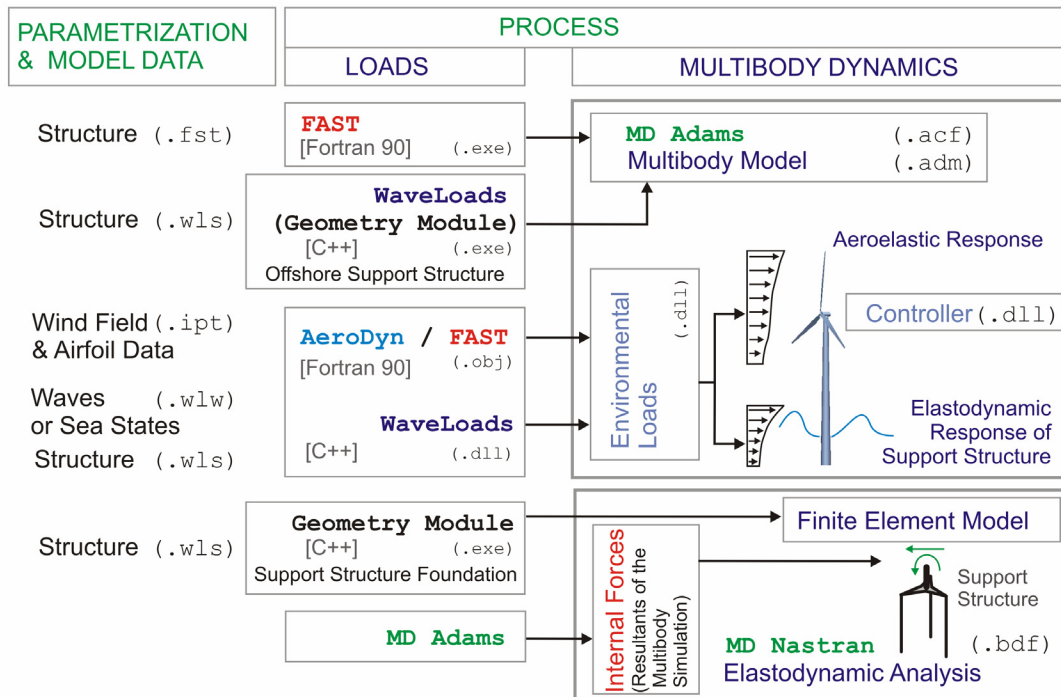 PARAMETRIZATION
& MODEL DATA
PROCESS
LOADS
MULTIBODY DYNAMICS
Structure (.fst)
FAST
[Fortran 90] (.exe)
MD Adams (.acf)
Multibody Model (.adm)
Structure (.wls)
WaveLoads
(Geometry Module)
[C++] (.exe)
Offshore Support Structure
Aeroelastic Response
Wind Field (.ipt)
& Airfoil Data
AeroDyn / FAST
[Fortran 90] (.obj)
Environmental
Loads
(.dll)
Controller (.dll)
Waves (.wlw)
or Sea States
Structure (.wls)
WaveLoads
[C++] (.dll)
Elastodynamic
Response of
Support Structure
Structure (.wls)
Geometry Module
[C++] (.exe)
Support Structure Foundation
Finite Element Model
MD Adams
Internal Forces
(Resultants of the
Multibody
Simulation)
Support
Structure
MD Nastran (.bdf)
Elastodynamic Analysis